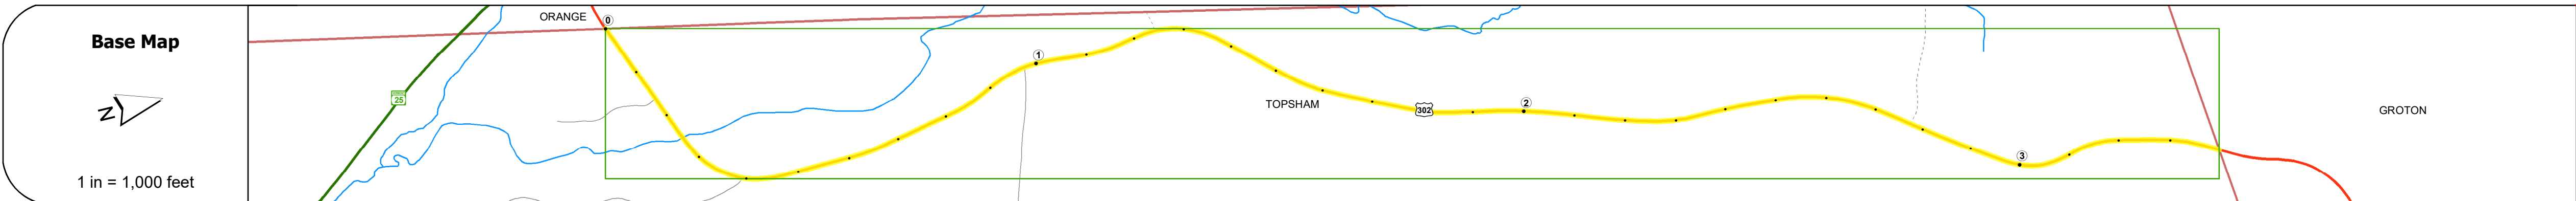 Base Map
N
1 in = 1,000 feet
25
ORANGE
0
1
TOPSHAM
302
2
3
GROTON